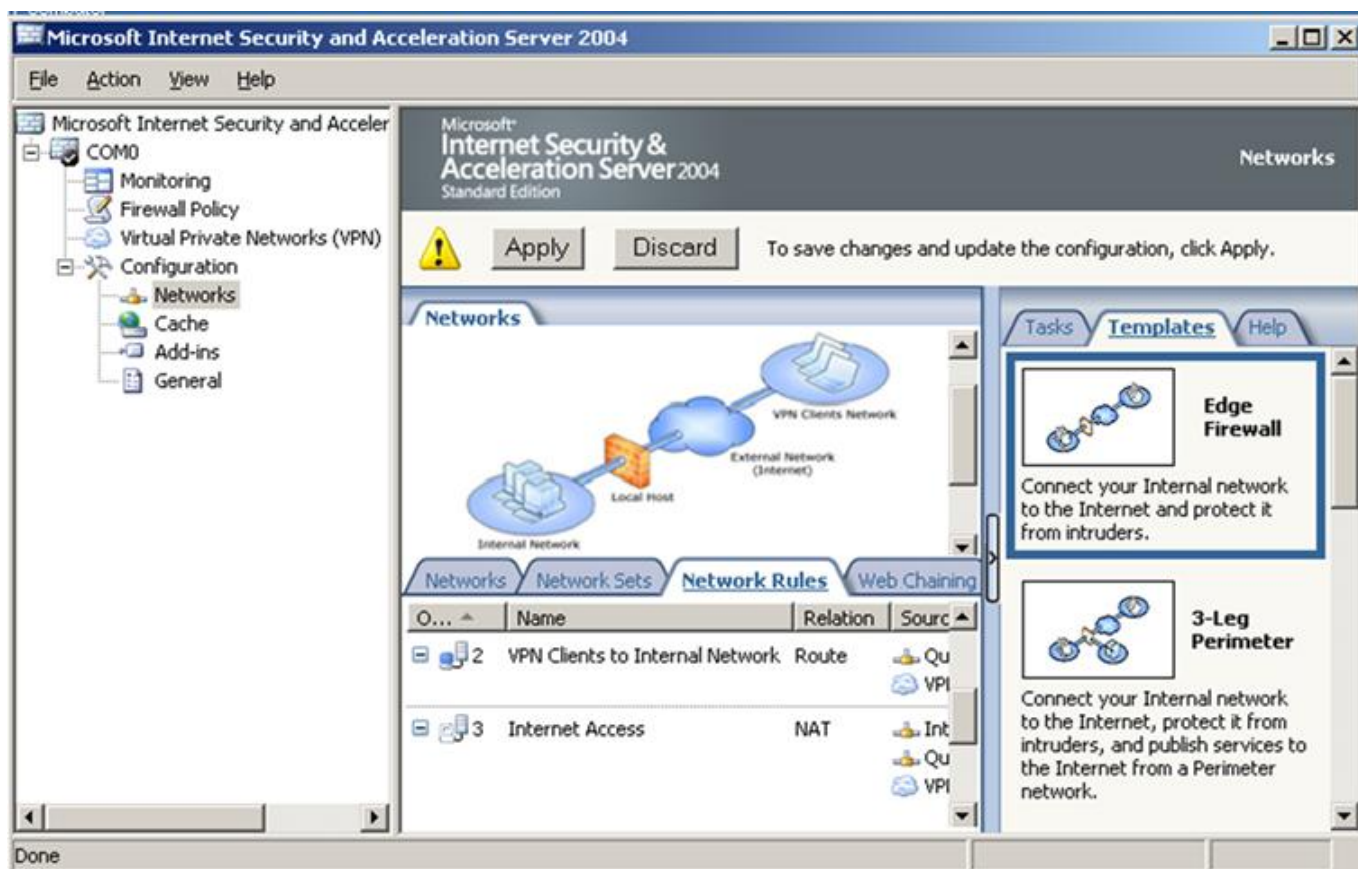 Microsoft Internet Security and Acceleration Server 2004
File Action View Help
Microsoft Internet Security and Acceler
COM0
Monitoring
Firewall Policy
Virtual Private Networks (VPN)
Configuration
Networks
Cache
Add-ins
General
Microsoft
Internet Security &
Acceleration Server 2004
Standard Edition
Networks
Apply Discard To save changes and update the configuration, click Apply.
Networks
VPN Clients Network
External Network
(Internet)
Local Host
Internal Network
Networks Network Sets Network Rules Web Chaining
O... Name Relation Sourc
2 VPN Clients to Internal Network Route Qu
VPI
3 Internet Access NAT Int
Qu
VPI
Tasks Templates Help
Edge
Firewall
Connect your Internal network
to the Internet and protect it
from intruders.
3-Leg
Perimeter
Connect your Internal network
to the Internet, protect it from
intruders, and publish services to
the Internet from a Perimeter
network.
Done